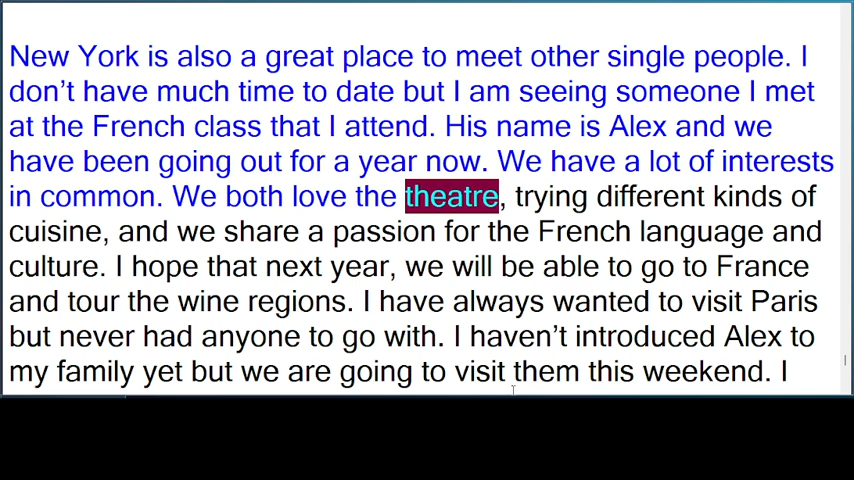 New York is also a great place to meet other single people. I
don’t have much time to date but I am seeing someone I met
at the French class that I attend. His name is Alex and we
have been going out for a year now. We have a lot of interests
in common. We both love the theatre, trying different kinds of
cuisine, and we share a passion for the French language and
culture. I hope that next year, we will be able to go to France
and tour the wine regions. I have always wanted to visit Paris
but never had anyone to go with. I haven’t introduced Alex to
my family yet but we are going to visit them this weekend. I